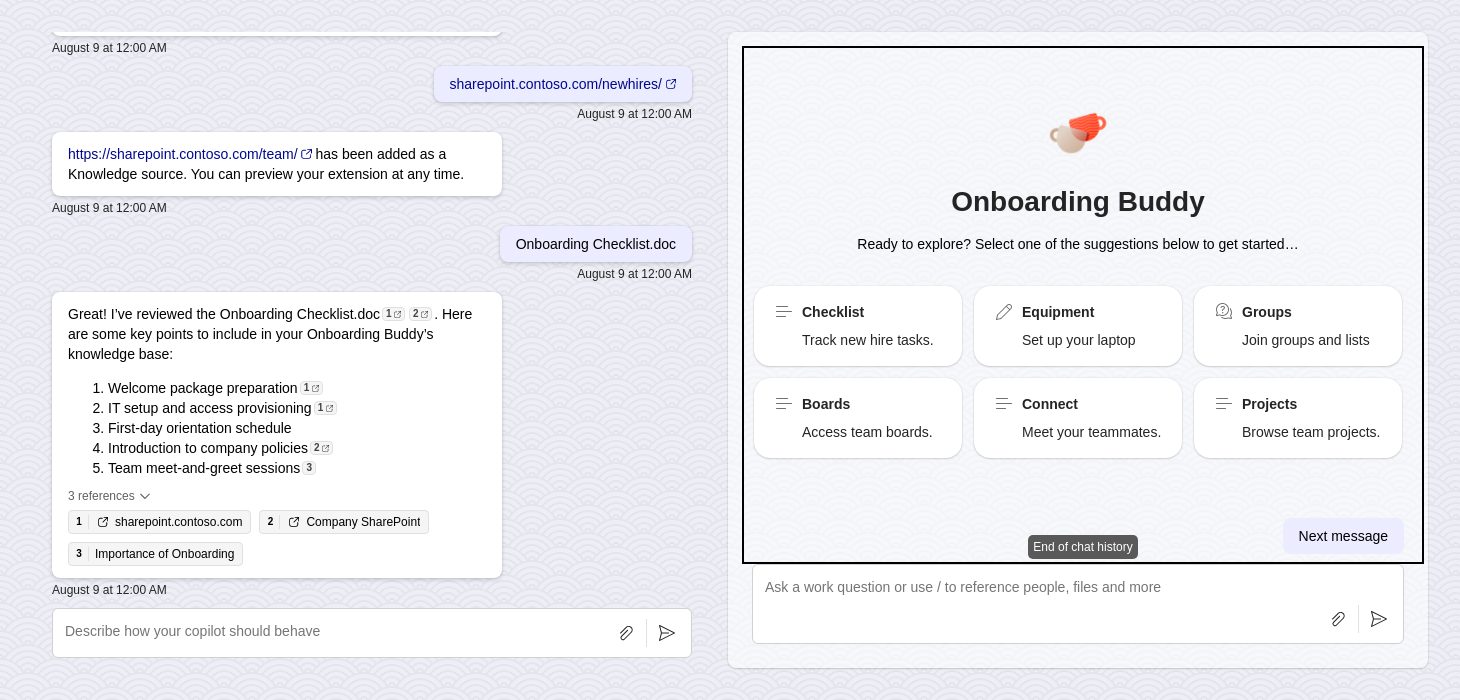 August 9 at 12:00 AM
sharepoint.contoso.com/newhires/
August 9 at 12:00 AM
https://sharepoint.contoso.com/team/ has been added as a
Knowledge source. You can preview your extension at any time.
August 9 at 12:00 AM
Onboarding Checklist.doc
August 9 at 12:00 AM
Great! I’ve reviewed the Onboarding Checklist.doc 1 2 . Here
are some key points to include in your Onboarding Buddy’s
knowledge base:
1. Welcome package preparation 1
2. IT setup and access provisioning 1
3. First-day orientation schedule
4. Introduction to company policies 2
5. Team meet-and-greet sessions 3
3 references
1 sharepoint.contoso.com 2 Company SharePoint
3 Importance of Onboarding
August 9 at 12:00 AM
Describe how your copilot should behave
Onboarding Buddy
Ready to explore? Select one of the suggestions below to get started…
Checklist
Track new hire tasks.
Equipment
Set up your laptop
Groups
Join groups and lists
Boards
Access team boards.
Connect
Meet your teammates.
Projects
Browse team projects.
Next message
End of chat history
Ask a work question or use / to reference people, files and more